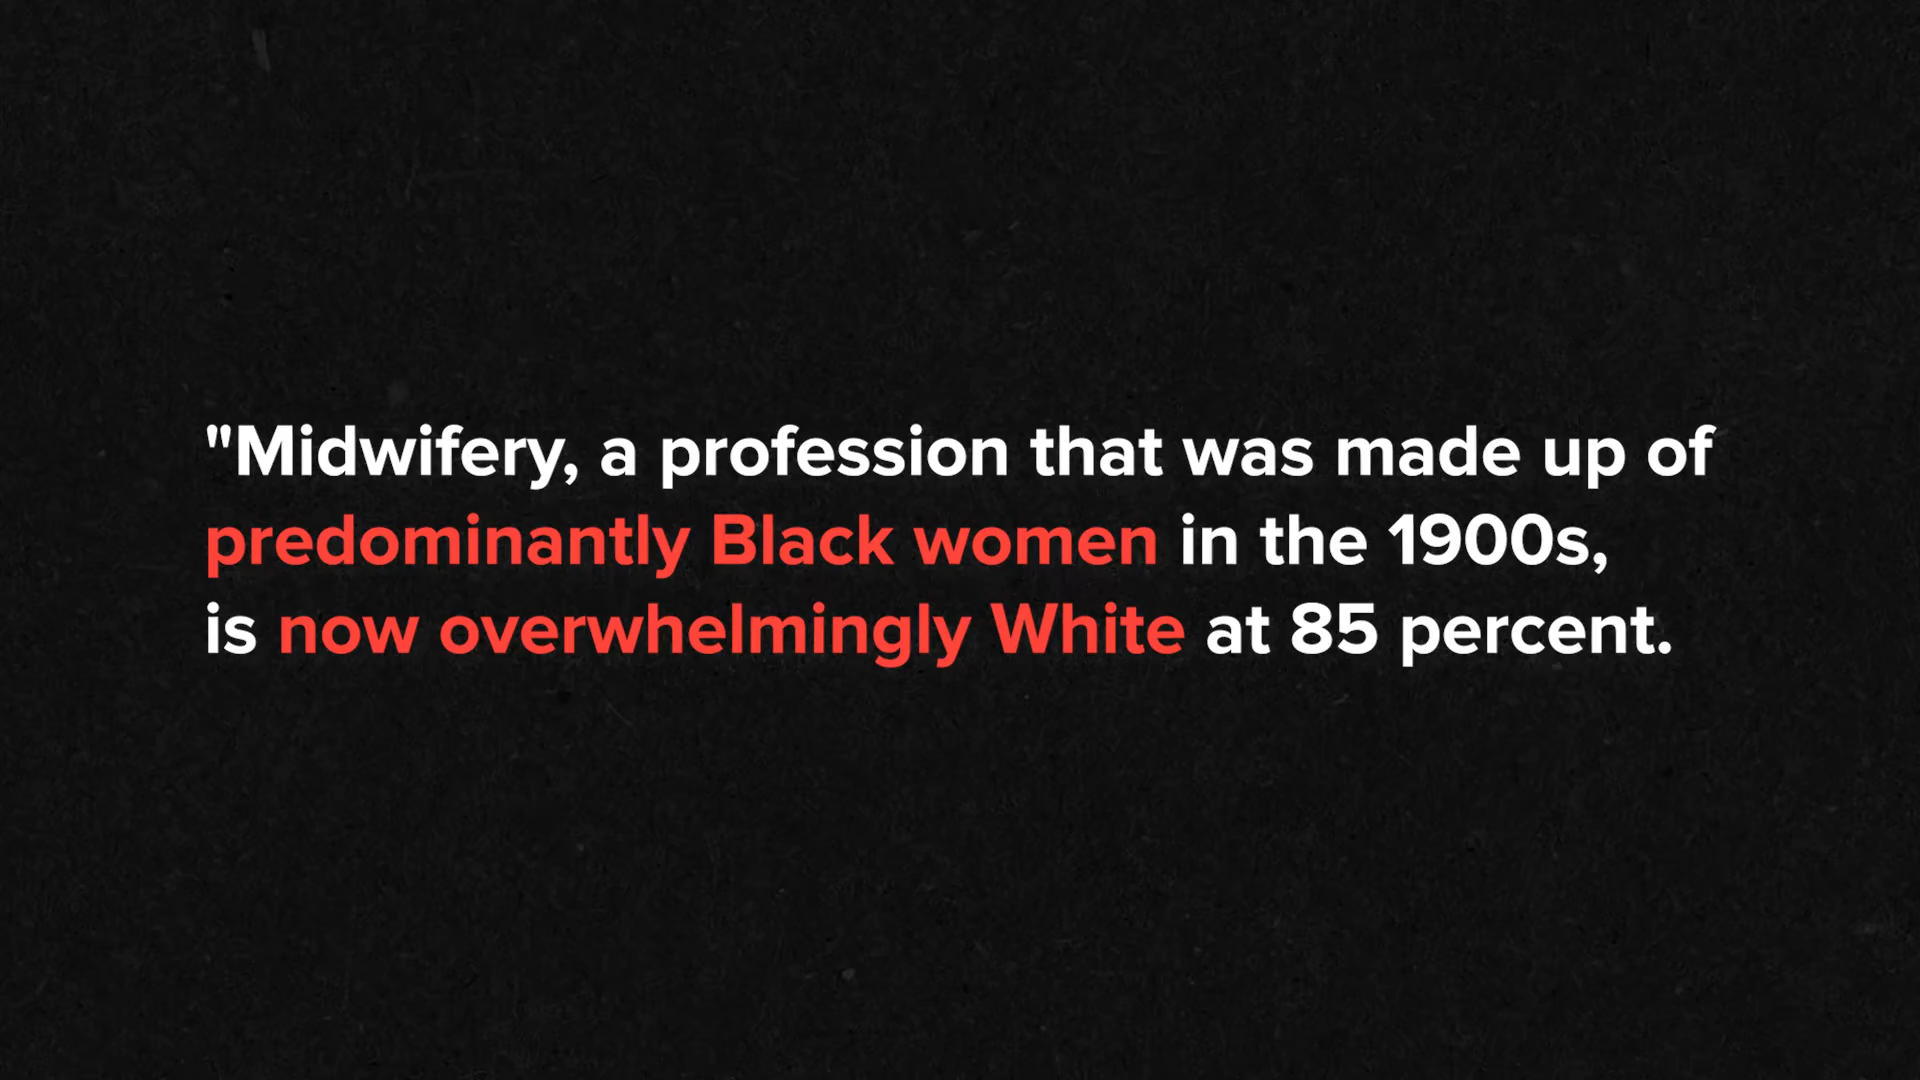 "Midwifery, a profession that was made up of
predominantly Black women in the 1900s,
is now overwhelmingly White at 85 percent.